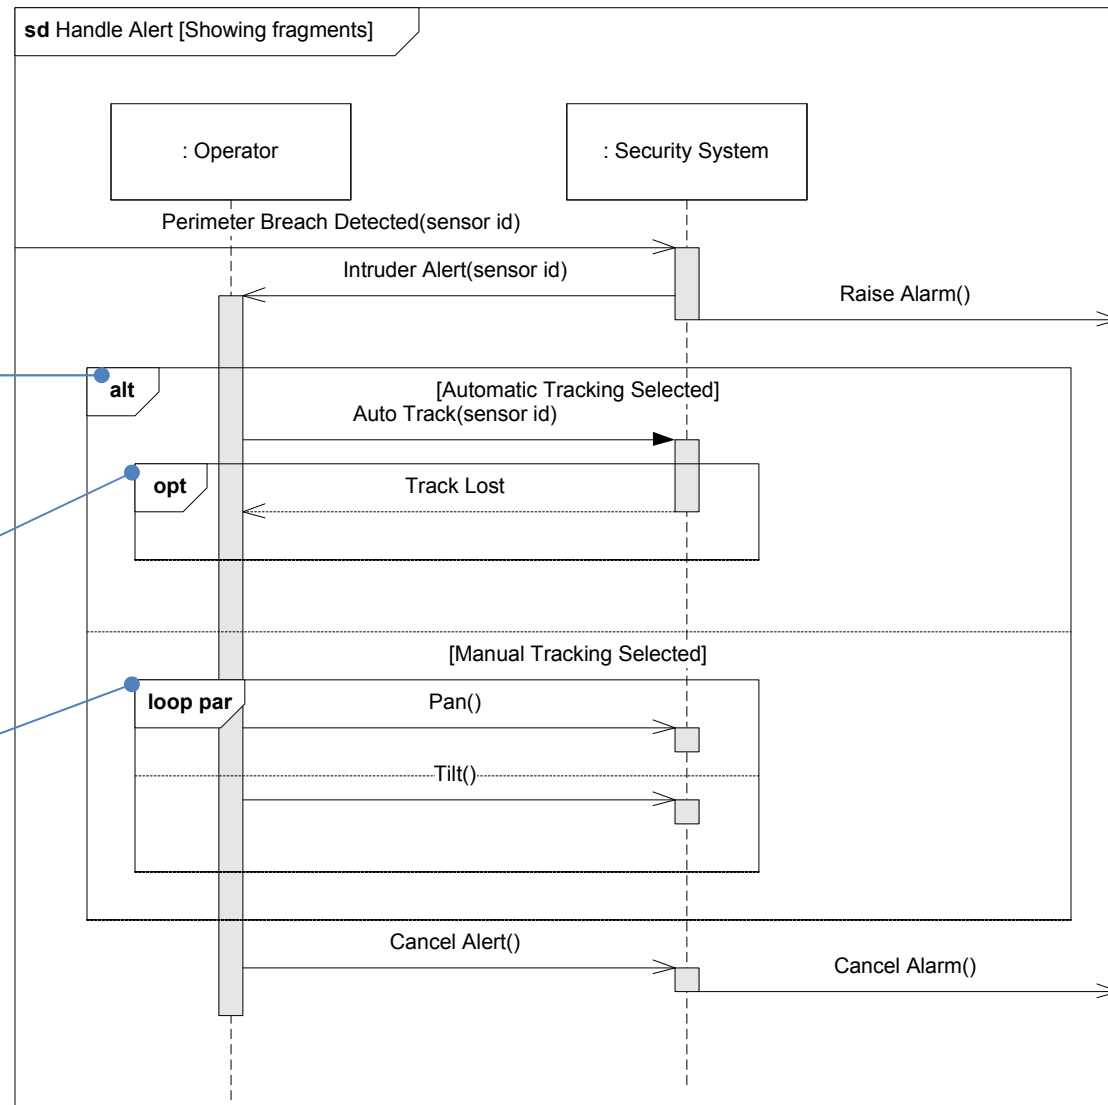 sd Handle Alert [Showing fragments]
: Operator
: Security System
Perimeter Breach Detected(sensor id)
Intruder Alert(sensor id)
Raise Alarm()
alt
[Automatic Tracking Selected]
Auto Track(sensor id)
opt
Track Lost
[Manual Tracking Selected]
loop par
Pan()
Tilt()
Cancel Alert()
Cancel Alarm()